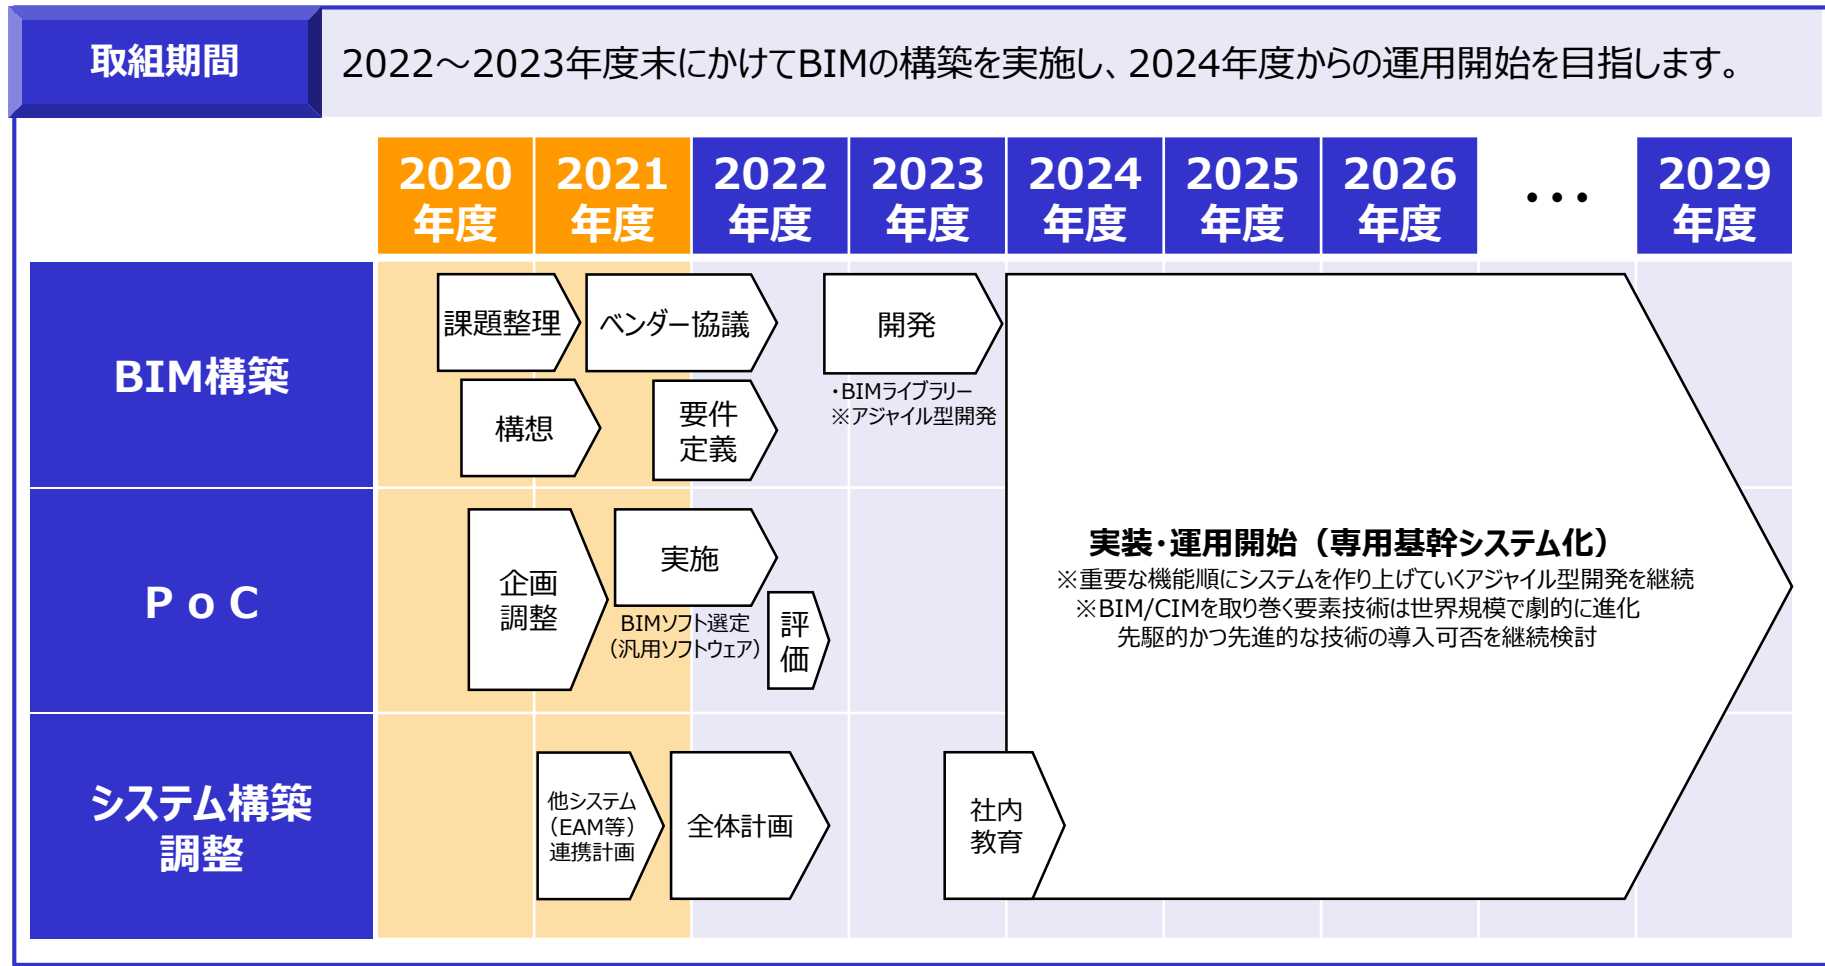 取組期間
2022～2023年度末にかけてBIMの構築を実施し、2024年度からの運用開始を目指します。
2020
年度
2021
年度
2022
年度
2023
年度
2024
年度
2025
年度
2026
年度
・・・
2029
年度
BIM構築
課題整理
ベンダー協議
開発
・BIMライブラリー
※アジャイル型開発
構想
要件
定義
PoC
企画
調整
実施
BIMソフト選定
（汎用ソフトウェア）
評
価
実装・運用開始（専用基幹システム化）
※重要な機能順にシステムを作り上げていくアジャイル型開発を継続
※BIM/CIMを取り巻く要素技術は世界規模で劇的に進化
先駆的かつ先進的な技術の導入可否を継続検討
システム構築
調整
他システム
（EAM等）
連携計画
全体計画
社内
教育